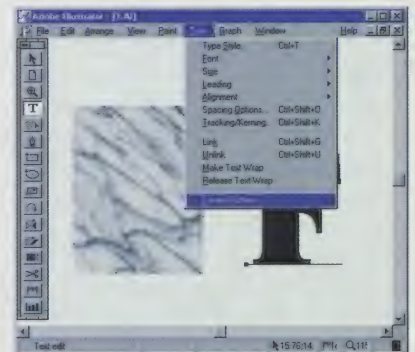 Adobe Illustrator - [1.AI]
File Edit Arrange View Paint Graph Window Help
Type Style... Ctrl+T
Font
Size
Leading
Alignment
Spacing Options... Ctrl+Shift+O
Tracking/Kerning... Ctrl+Shift+K
Link Ctrl+Shift+G
Unlink Ctrl+Shift+U
Make Text Wrap
Release Text Wrap
T
Text edit